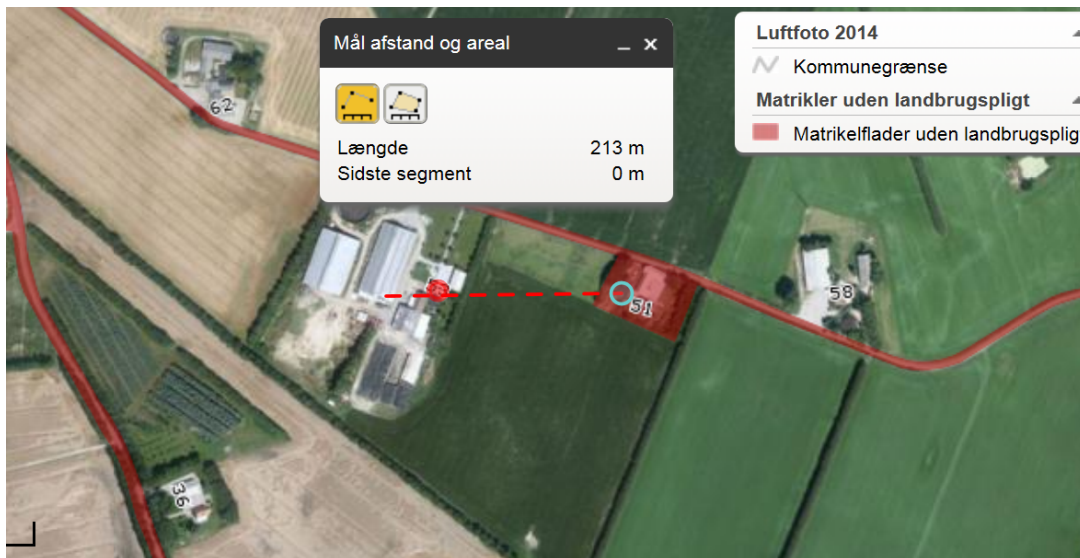 Mål afstand og areal
Længde 213 m
Sidste segment 0 m
Luftfoto 2014
Kommunegrænse
Matrikler uden landbrugspligt
Matrikelflader uden landbrugsplig
62
51
58
36